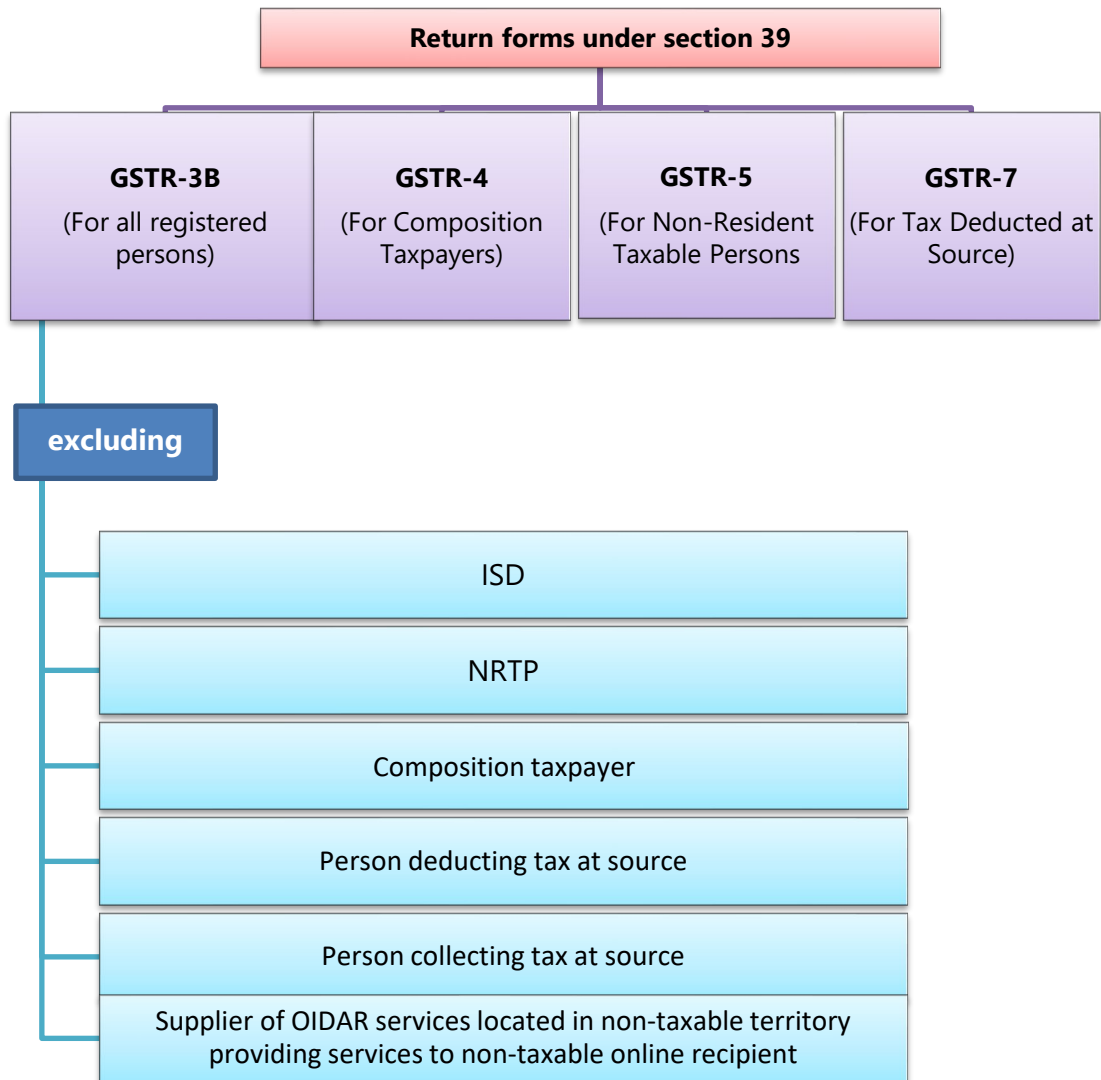 Return forms under section 39
GSTR-3B
(For all registered
persons)
GSTR-4
(For Composition
Taxpayers)
GSTR-5
(For Non-Resident
Taxable Persons
GSTR-7
(For Tax Deducted at
Source)
excluding
ISD
NRTP
Composition taxpayer
Person deducting tax at source
Person collecting tax at source
Supplier of OIDAR services located in non-taxable territory
providing services to non-taxable online recipient